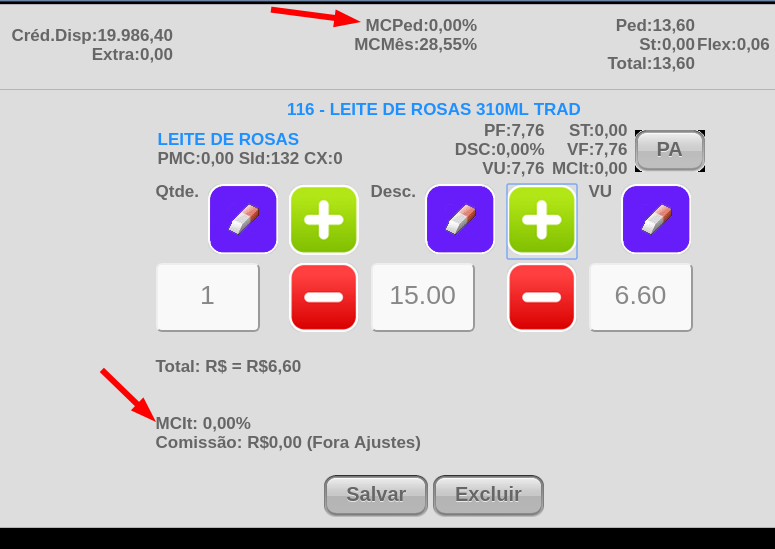 Créd.Disp:19.986,40
Extra:0,00
MCPed:0,00%
MCMês:28,55%
Ped:13,60
St:0,00 Flex:0,06
Total:13,60
116 - LEITE DE ROSAS 310ML TRAD
LEITE DE ROSAS
PMC:0,00 Sld:132 CX:0
PF:7,76 ST:0,00
DSC:0,00% VF:7,76
VU:7,76 MCIt:0,00
PA
Qtde. Desc. VU
1 15.00 6.60
Total: R$ = R$6,60
MCIt: 0,00%
Comissão: R$0,00 (Fora Ajustes)
Salvar Excluir